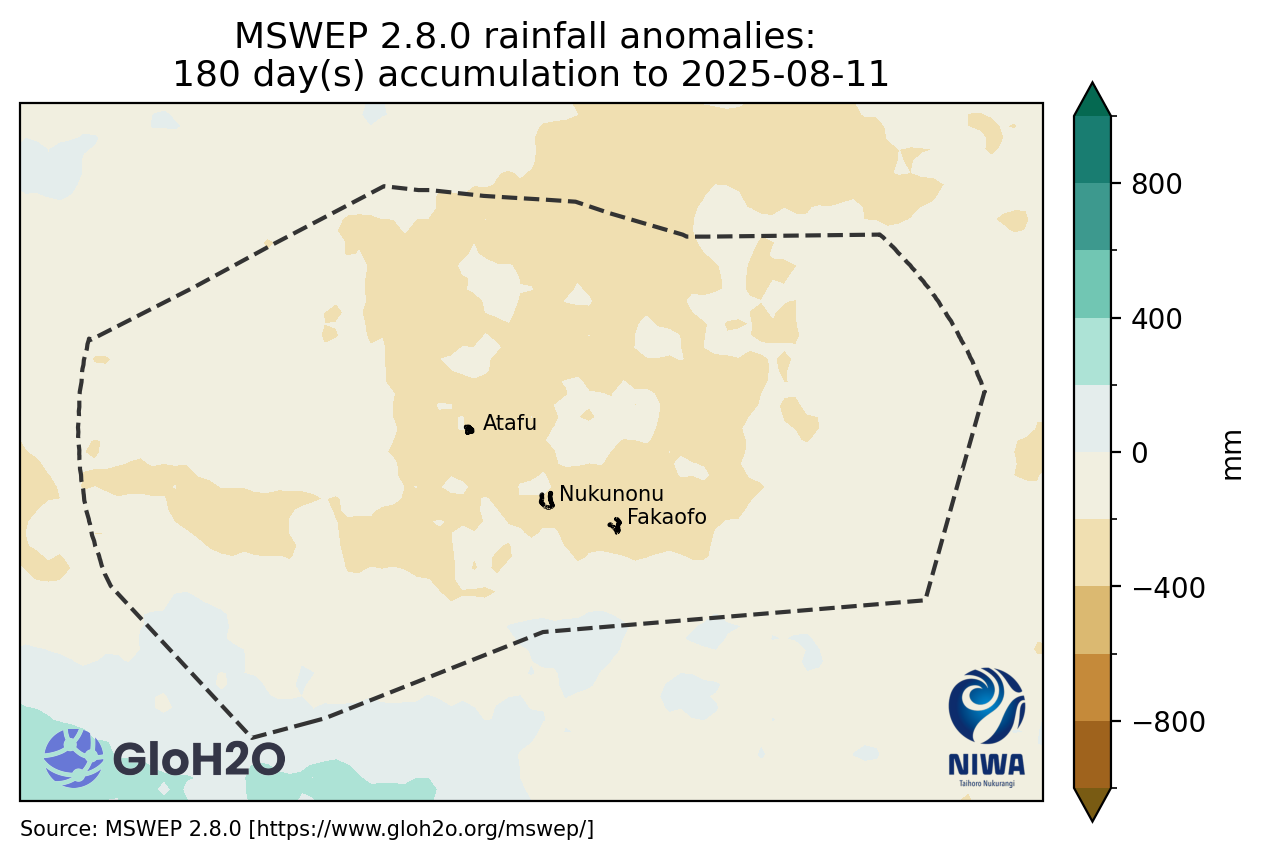 MSWEP 2.8.0 rainfall anomalies:
180 day(s) accumulation to 2025-08-11
800
400
0
−400
−800
mm
Atafu
Nukunonu
Fakaofo
GloH2O
NIWA
Taihoro Nukurangi
Source: MSWEP 2.8.0 [https://www.gloh2o.org/mswep/]